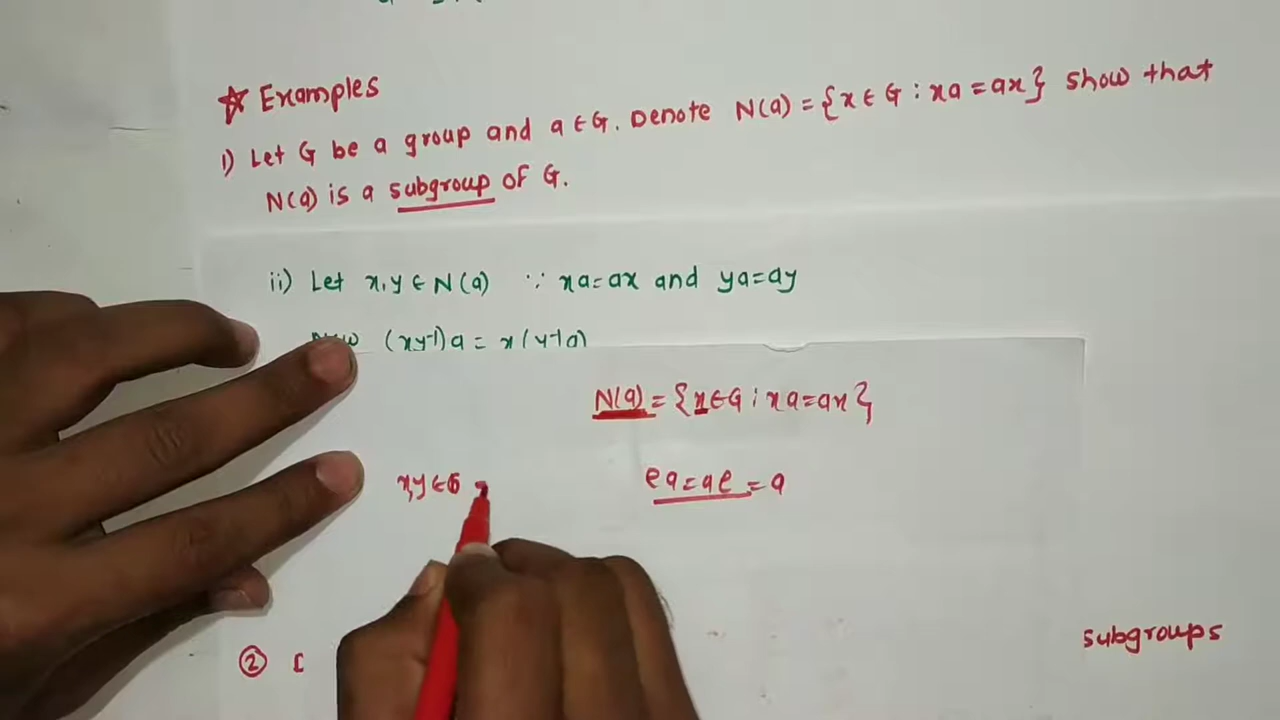 ☆ Examples
1) Let G be a group and a ∈ G. Denote N(a) = {x ∈ G : xa = ax} show that
N(a) is a subgroup of G.
ii) Let x,y ∈ N(a) ∵ xa=ax and ya=ay
(xy-1)a = x(y-1a)
N(a) = {x∈G : xa=ax}
x,y ∈ G ea=ae = a
subgroups
②